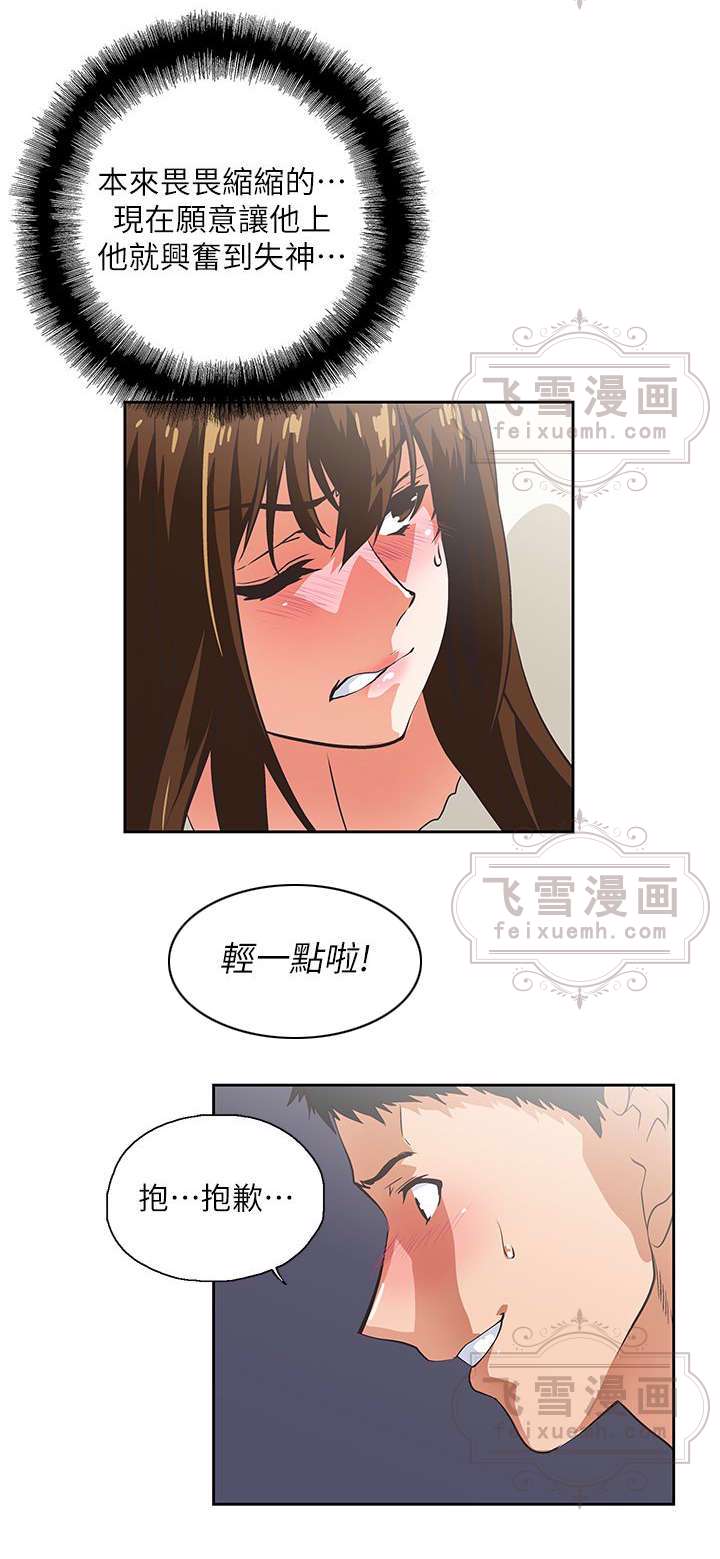 本來畏畏縮縮的…
現在願意讓他上
他就興奮到失神…
飞雪漫画
feixuemh.com
飞雪漫画
feixuemh.com
輕一點啦!
抱…抱歉…
飞雪漫画
feixuemh.com